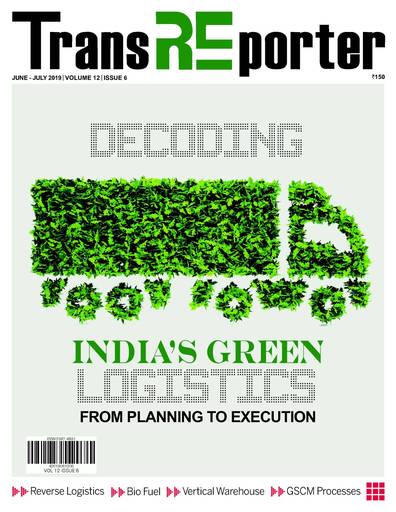 TransREporter
JUNE - JULY 2019 | VOLUME 12 | ISSUE 6
₹150
DECODING
INDIA'S GREEN
LOGISTICS
FROM PLANNING TO EXECUTION
VOL 12 ISSUE 6
Reverse Logistics Bio Fuel Vertical Warehouse GSCM Processes